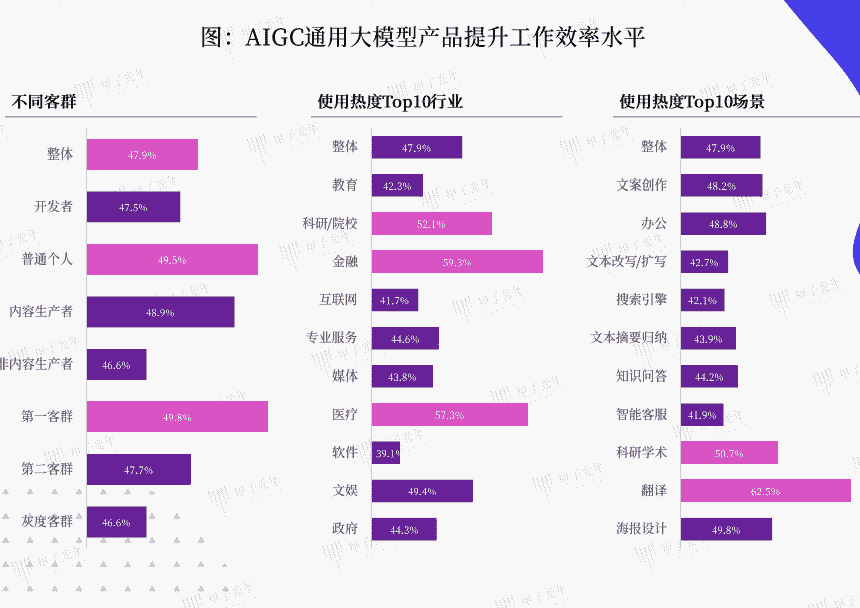 图：AIGC通用大模型产品提升工作效率水平
不同客群
整体 47.9%
开发者 47.5%
普通个人 49.5%
内容生产者 48.9%
非内容生产者 46.6%
第一客群 49.8%
第二客群 47.7%
灰度客群 46.6%
使用热度Top10行业
整体 47.9%
教育 42.3%
科研/院校 52.1%
金融 59.3%
互联网 41.7%
专业服务 44.6%
媒体 43.8%
医疗 57.3%
软件 39.1%
文娱 49.4%
政府 44.3%
使用热度Top10场景
整体 47.9%
文案创作 48.2%
办公 48.8%
文本改写/扩写 42.7%
搜索引擎 42.1%
文本摘要归纳 43.9%
知识问答 44.2%
智能客服 41.9%
科研学术 50.7%
翻译 62.5%
海报设计 49.8%